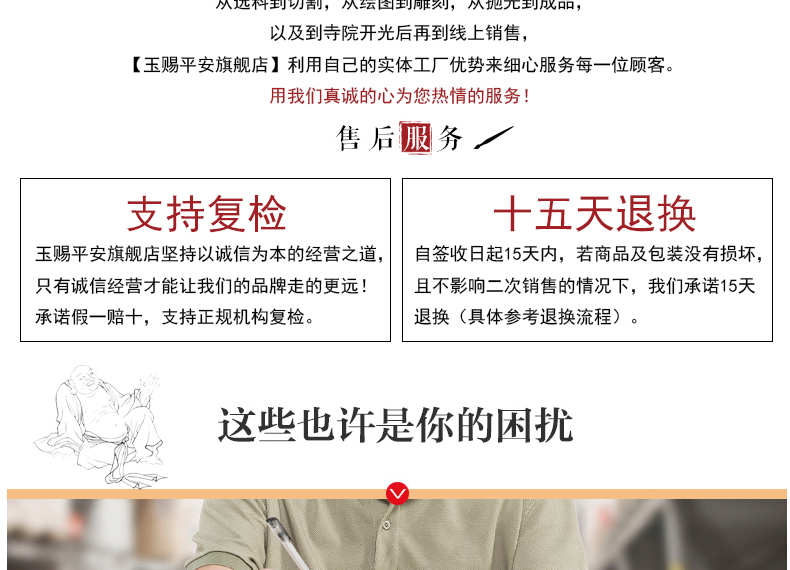 从选料到切割，从绘图到雕刻，从抛光到成品，
以及到寺院开光后再到线上销售，
【玉赐平安旗舰店】利用自己的实体工厂优势来细心服务每一位顾客。
用我们真诚的心为您热情的服务！
售后服务
支持复检
玉赐平安旗舰店坚持以诚信为本的经营之道，
只有诚信经营才能让我们的品牌走的更远！
承诺假一赔十，支持正规机构复检。
十五天退换
自签收日起15天内，若商品及包装没有损坏，
且不影响二次销售的情况下，我们承诺15天
退换（具体参考退换流程）。
这些也许是你的困扰